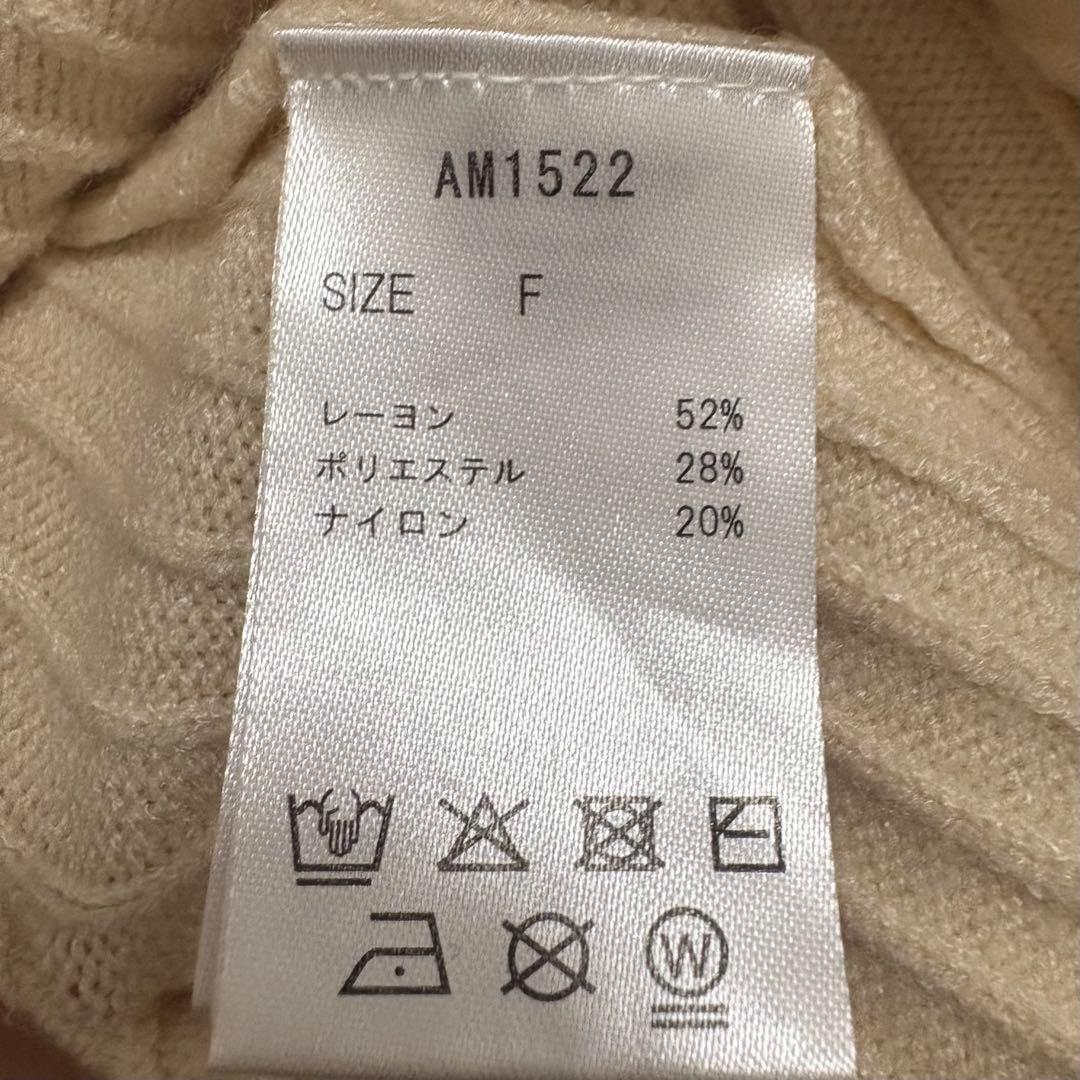 AM1522
SIZE F
レーヨン 52%
ポリエステル 28%
ナイロン 20%
W